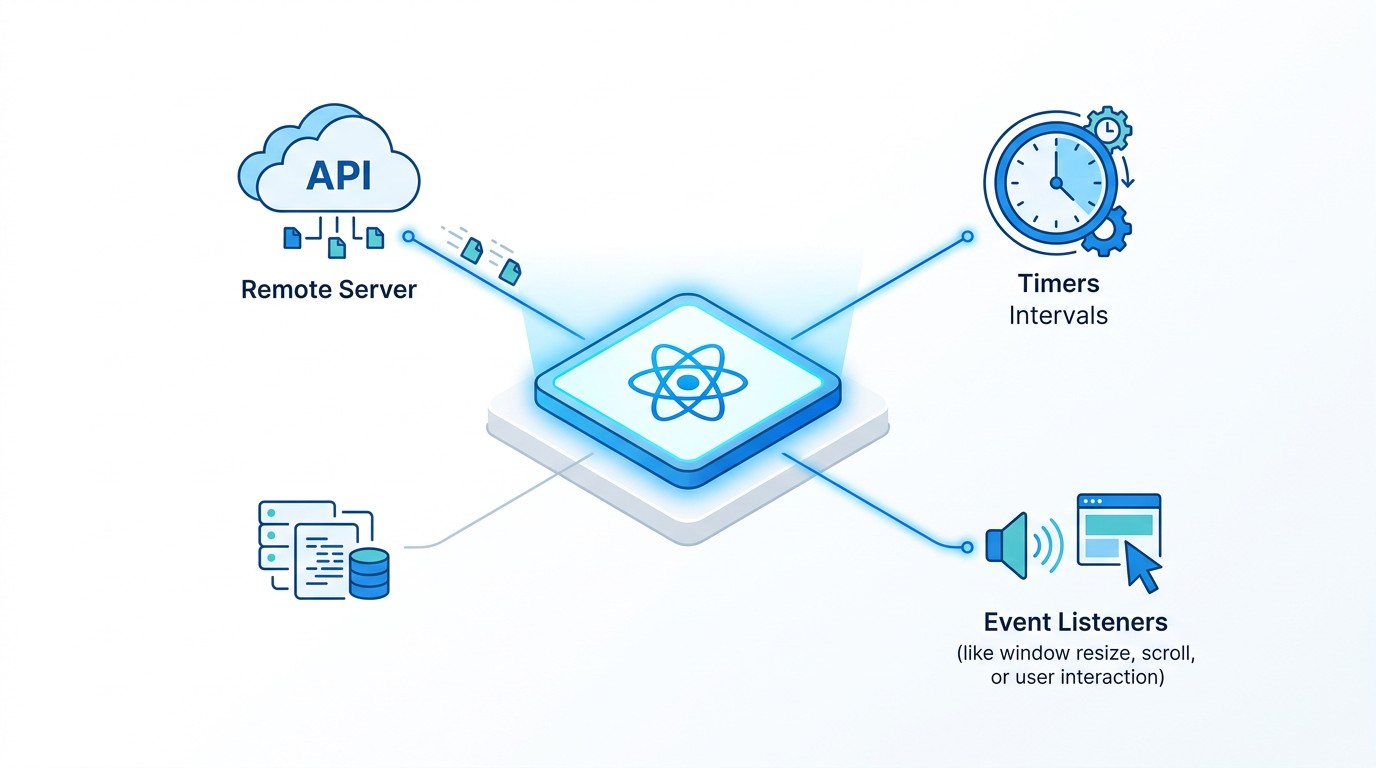 API
Remote Server
Timers
Intervals
Event Listeners
(like window resize, scroll,
or user interaction)